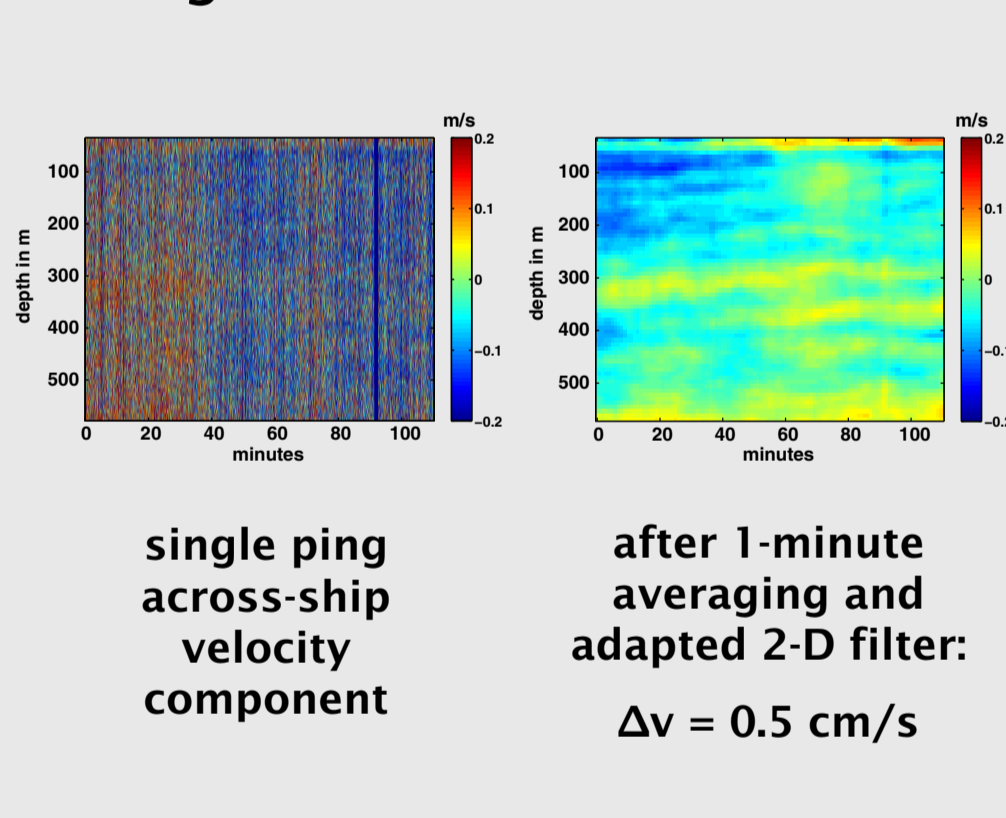 m/s
0.2
0.1
0
−0.1
−0.2
depth in m
100
200
300
400
500
0 20 40 60 80 100
minutes
m/s
0.2
0.1
0
−0.1
depth in m
100
200
300
400
500
0 20 40 60 80 100
minutes
single ping
across-ship
velocity
component
after 1-minute
averaging and
adapted 2-D filter:
Δv = 0.5 cm/s